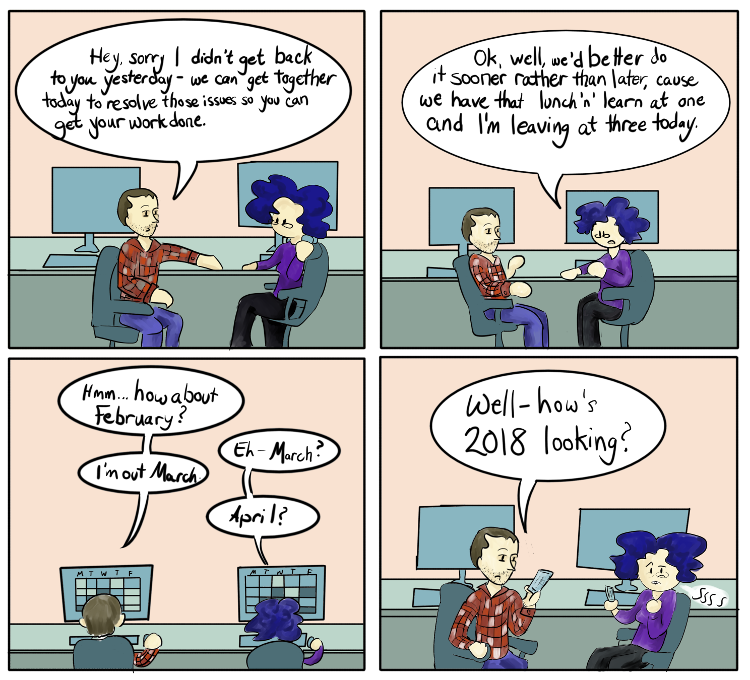 Hey, sorry I didn't get back
to you yesterday - we can get together
today to resolve those issues so you can
get your work done.
Ok, well, we'd better do
it sooner rather than later, cause
we have that lunch'n' learn at one
and I'm leaving at three today.
Hmm... how about
February?
I'm out March.
Eh - March?
April?
M T W T F
M T W T F
Well - how's
2018 looking?
SSSS